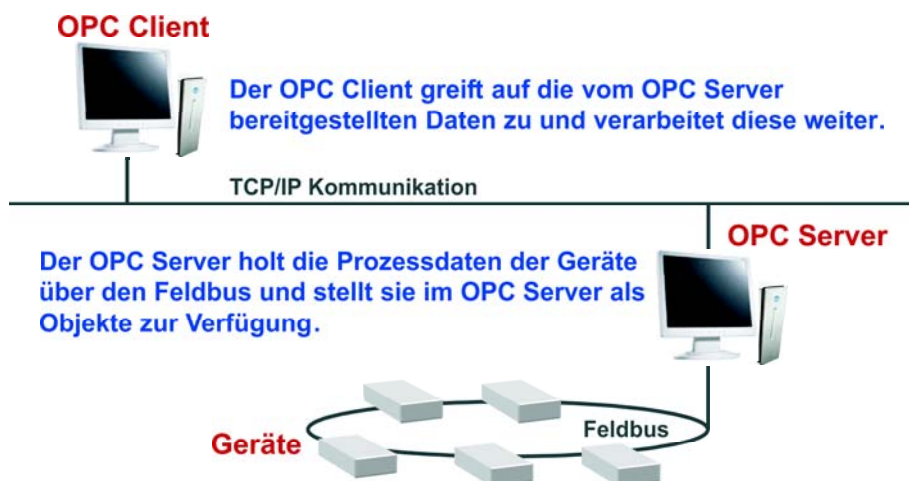 OPC Client
Der OPC Client greift auf die vom OPC Server
bereitgestellten Daten zu und verarbeitet diese weiter.
TCP/IP Kommunikation
OPC Server
Der OPC Server holt die Prozessdaten der Geräte
über den Feldbus und stellt sie im OPC Server als
Objekte zur Verfügung.
Feldbus
Geräte